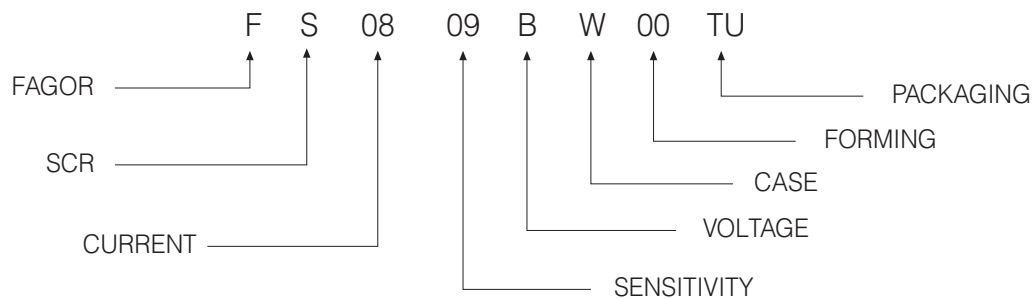 F S 08 09 B W 00 TU
FAGOR
PACKAGING
FORMING
SCR
CASE
VOLTAGE
CURRENT
SENSITIVITY